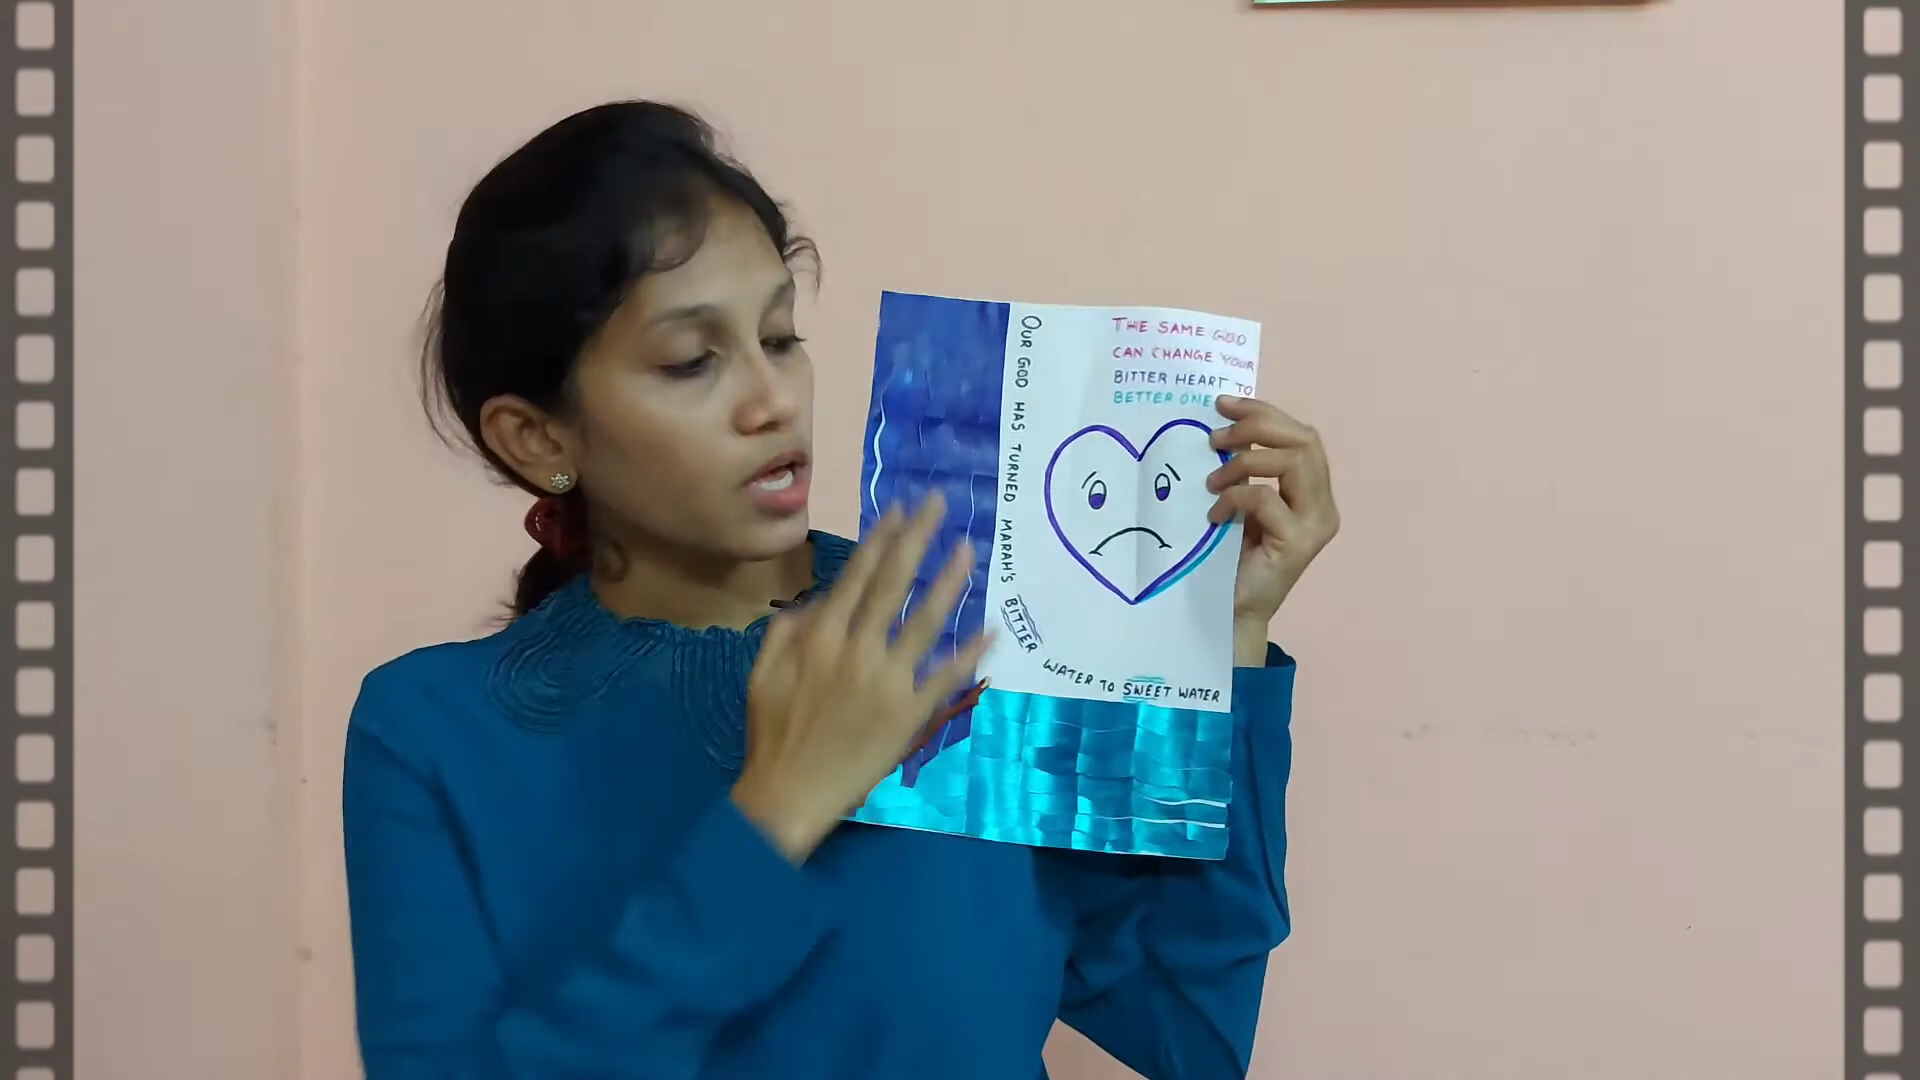 THE SAME GOD
CAN CHANGE YOUR
BITTER HEART TO
BETTER ONE
OUR GOD HAS TURNED MARAH'S BITTER WATER TO SWEET WATER